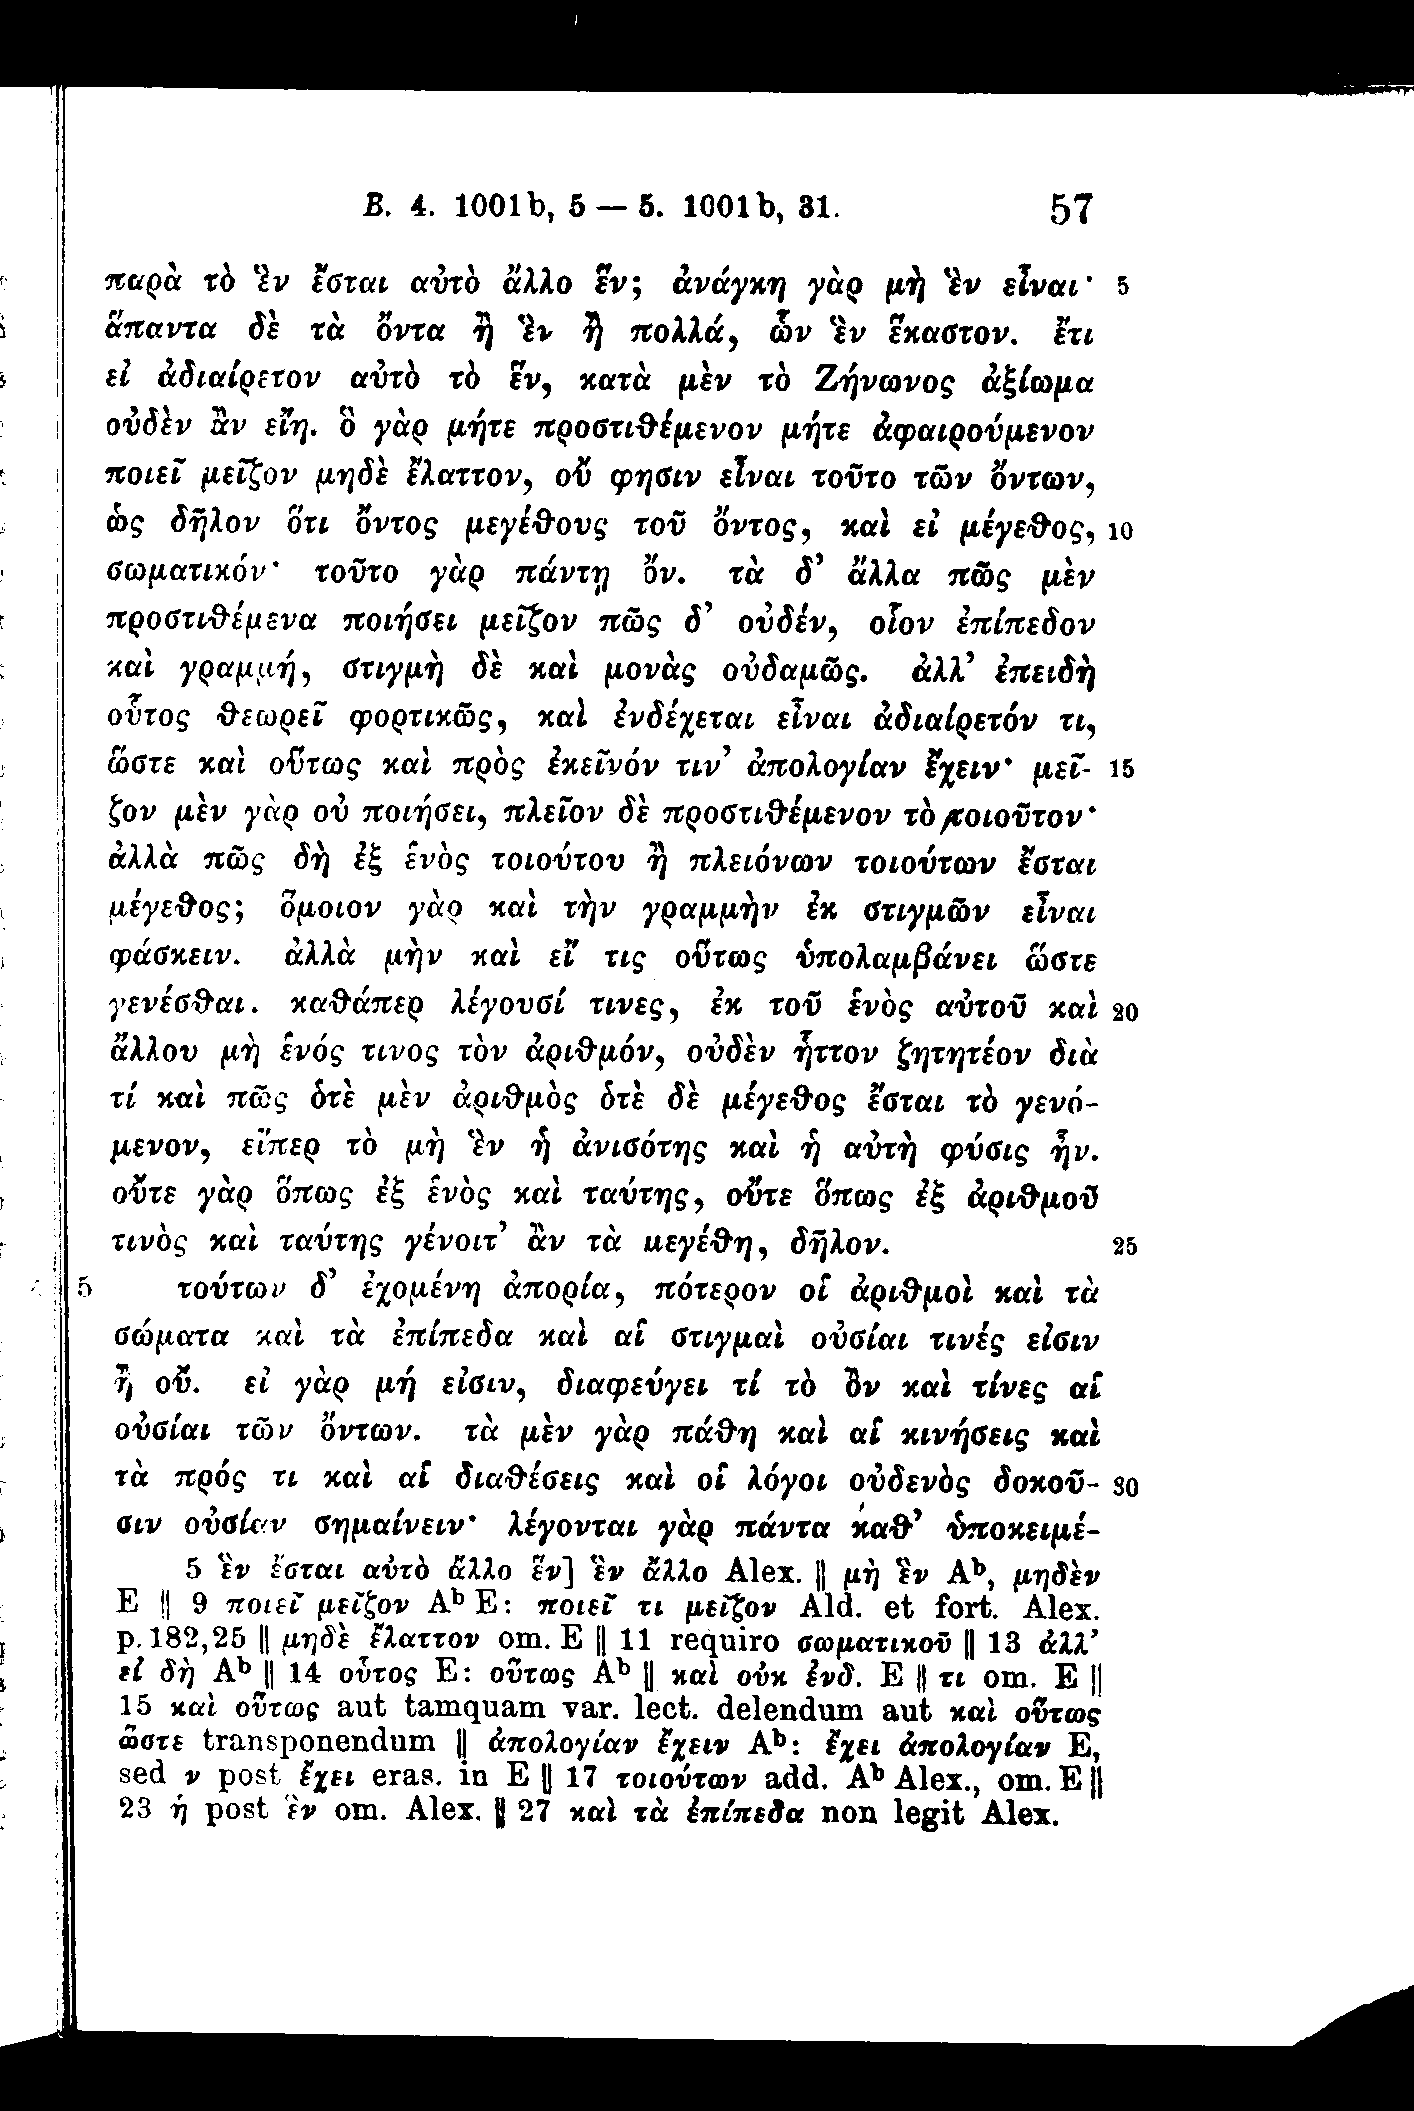 B. 4. 1001b, 5 — 5. 1001b, 31. 57
παρὰ τὸ ἓν ἔσται αὐτὸ ἄλλο ἕν; ἀνάγκη γὰρ μὴ ἓν εἶναι· 5
ἅπαντα δὲ τὰ ὄντα ἢ ἓν ἢ πολλά, ὧν ἓν ἕκαστον. ἔτι
εἰ ἀδιαίρετον αὐτὸ τὸ ἕν, κατὰ μὲν τὸ Ζήνωνος ἀξίωμα
οὐδὲν ἂν εἴη. ὃ γὰρ μήτε προστιθέμενον μήτε ἀφαιρούμενον
ποιεῖ μεῖζον μηδὲ ἔλαττον, οὔ φησιν εἶναι τοῦτο τῶν ὄντων,
ὡς δῆλον ὅτι ὄντος μεγέθους τοῦ ὄντος, καὶ εἰ μέγεθος, 10
σωματικόν· τοῦτο γὰρ πάντῃ ὄν. τὰ δ’ ἄλλα πῶς μὲν
προστιθέμενα ποιήσει μεῖζον πῶς δ’ οὐδέν, οἷον ἐπίπεδον
καὶ γραμμή, στιγμὴ δὲ καὶ μονὰς οὐδαμῶς. ἀλλ’ ἐπειδὴ
οὗτος θεωρεῖ φορτικῶς, καὶ ἐνδέχεται εἶναι ἀδιαίρετόν τι,
ὥστε καὶ οὕτως καὶ πρὸς ἐκεῖνόν τιν’ ἀπολογίαν ἔχειν· μεῖ- 15
ζον μὲν γὰρ οὐ ποιήσει, πλεῖον δὲ προστιθέμενον τὸ τοιοῦτον·
ἀλλὰ πῶς δὴ ἐξ ἑνὸς τοιούτου ἢ πλειόνων τοιούτων ἔσται
μέγεθος; ὅμοιον γὰρ καὶ τὴν γραμμὴν ἐκ στιγμῶν εἶναι
φάσκειν. ἀλλὰ μὴν καὶ εἴ τις οὕτως ὑπολαμβάνει ὥστε
γενέσθαι. καθάπερ λέγουσί τινες, ἐκ τοῦ ἑνὸς αὐτοῦ καὶ 20
ἄλλου μὴ ἑνός τινος τὸν ἀριθμόν, οὐδὲν ἧττον ζητητέον διὰ
τί καὶ πῶς ὁτὲ μὲν ἀριθμὸς ὁτὲ δὲ μέγεθος ἔσται τὸ γενό-
μενον, εἴπερ τὸ μὴ ἓν ἡ ἀνισότης καὶ ἡ αὐτὴ φύσις ἦν.
οὔτε γὰρ ὅπως ἐξ ἑνὸς καὶ ταύτης, οὔτε ὅπως ἐξ ἀριθμοῦ
τινὸς καὶ ταύτης γένοιτ’ ἂν τὰ μεγέθη, δῆλον. 25
5 τούτων δ’ ἐχομένη ἀπορία, πότερον οἱ ἀριθμοὶ καὶ τὰ
σώματα καὶ τὰ ἐπίπεδα καὶ αἱ στιγμαὶ οὐσίαι τινές εἰσιν
ἢ οὔ. εἰ γὰρ μή εἰσιν, διαφεύγει τί τὸ ὂν καὶ τίνες αἱ
οὐσίαι τῶν ὄντων. τὰ μὲν γὰρ πάθη καὶ αἱ κινήσεις καὶ
τὰ πρός τι καὶ αἱ διαθέσεις καὶ οἱ λόγοι οὐδενὸς δοκοῦ- 30
σιν οὐσίαν σημαίνειν· λέγονται γὰρ πάντα καθ’ ὑποκειμέ-
5 ἓν ἔσται αὐτὸ ἄλλο ἕν] ἓν ἄλλο Alex. || μὴ ἓν Aᵇ, μηδὲν
E || 9 ποιεῖ μεῖζον Aᵇ E: ποιεῖ τι μεῖζον Ald. et fort. Alex.
p. 182,25 || μηδὲ ἔλαττον om. E || 11 requiro σωματικοῦ || 13 ἀλλ’
εἰ δὴ Aᵇ || 14 οὗτος E: οὕτως Aᵇ || καὶ οὐκ ἐνδ. E || τι om. E ||
15 καὶ οὕτως aut tamquam var. lect. delendum aut καὶ οὕτως
ὥστε transponendum || ἀπολογίαν ἔχειν Aᵇ: ἔχει ἀπολογίαν E,
sed ν post ἔχει eras. in E || 17 τοιούτων add. Aᵇ Alex., om. E ||
23 ἡ post ἓν om. Alex. || 27 καὶ τὰ ἐπίπεδα non legit Alex.